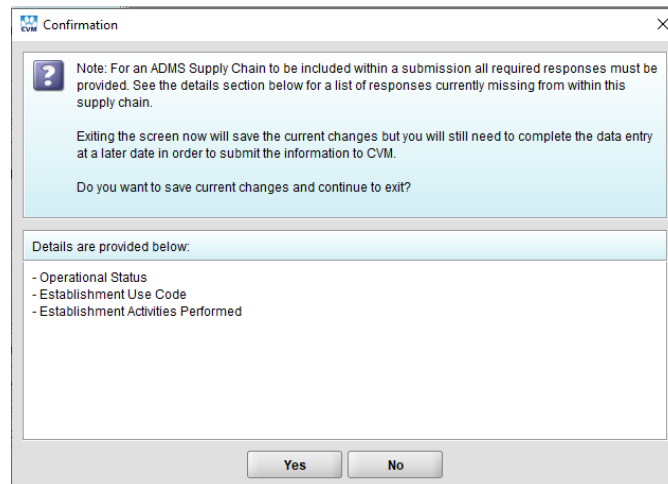 CVM
Confirmation
Note: For an ADMS Supply Chain to be included within a submission all required responses must be
provided. See the details section below for a list of responses currently missing from within this
supply chain.
Exiting the screen now will save the current changes but you will still need to complete the data entry
at a later date in order to submit the information to CVM.
Do you want to save current changes and continue to exit?
Details are provided below:
- Operational Status
- Establishment Use Code
- Establishment Activities Performed
Yes
No